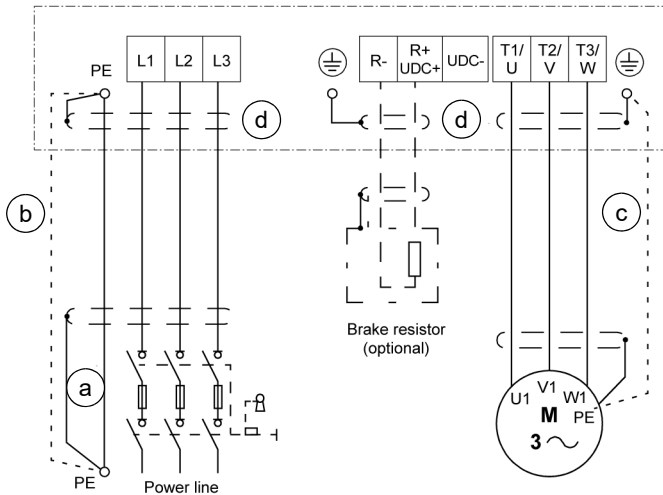 PE
L1
L2
L3
R-
R+
UDC+
UDC-
T1/
U
T2/
V
T3/
W
d
d
b
c
a
Brake resistor
(optional)
U1
V1
W1
M
PE
3
PE
Power line